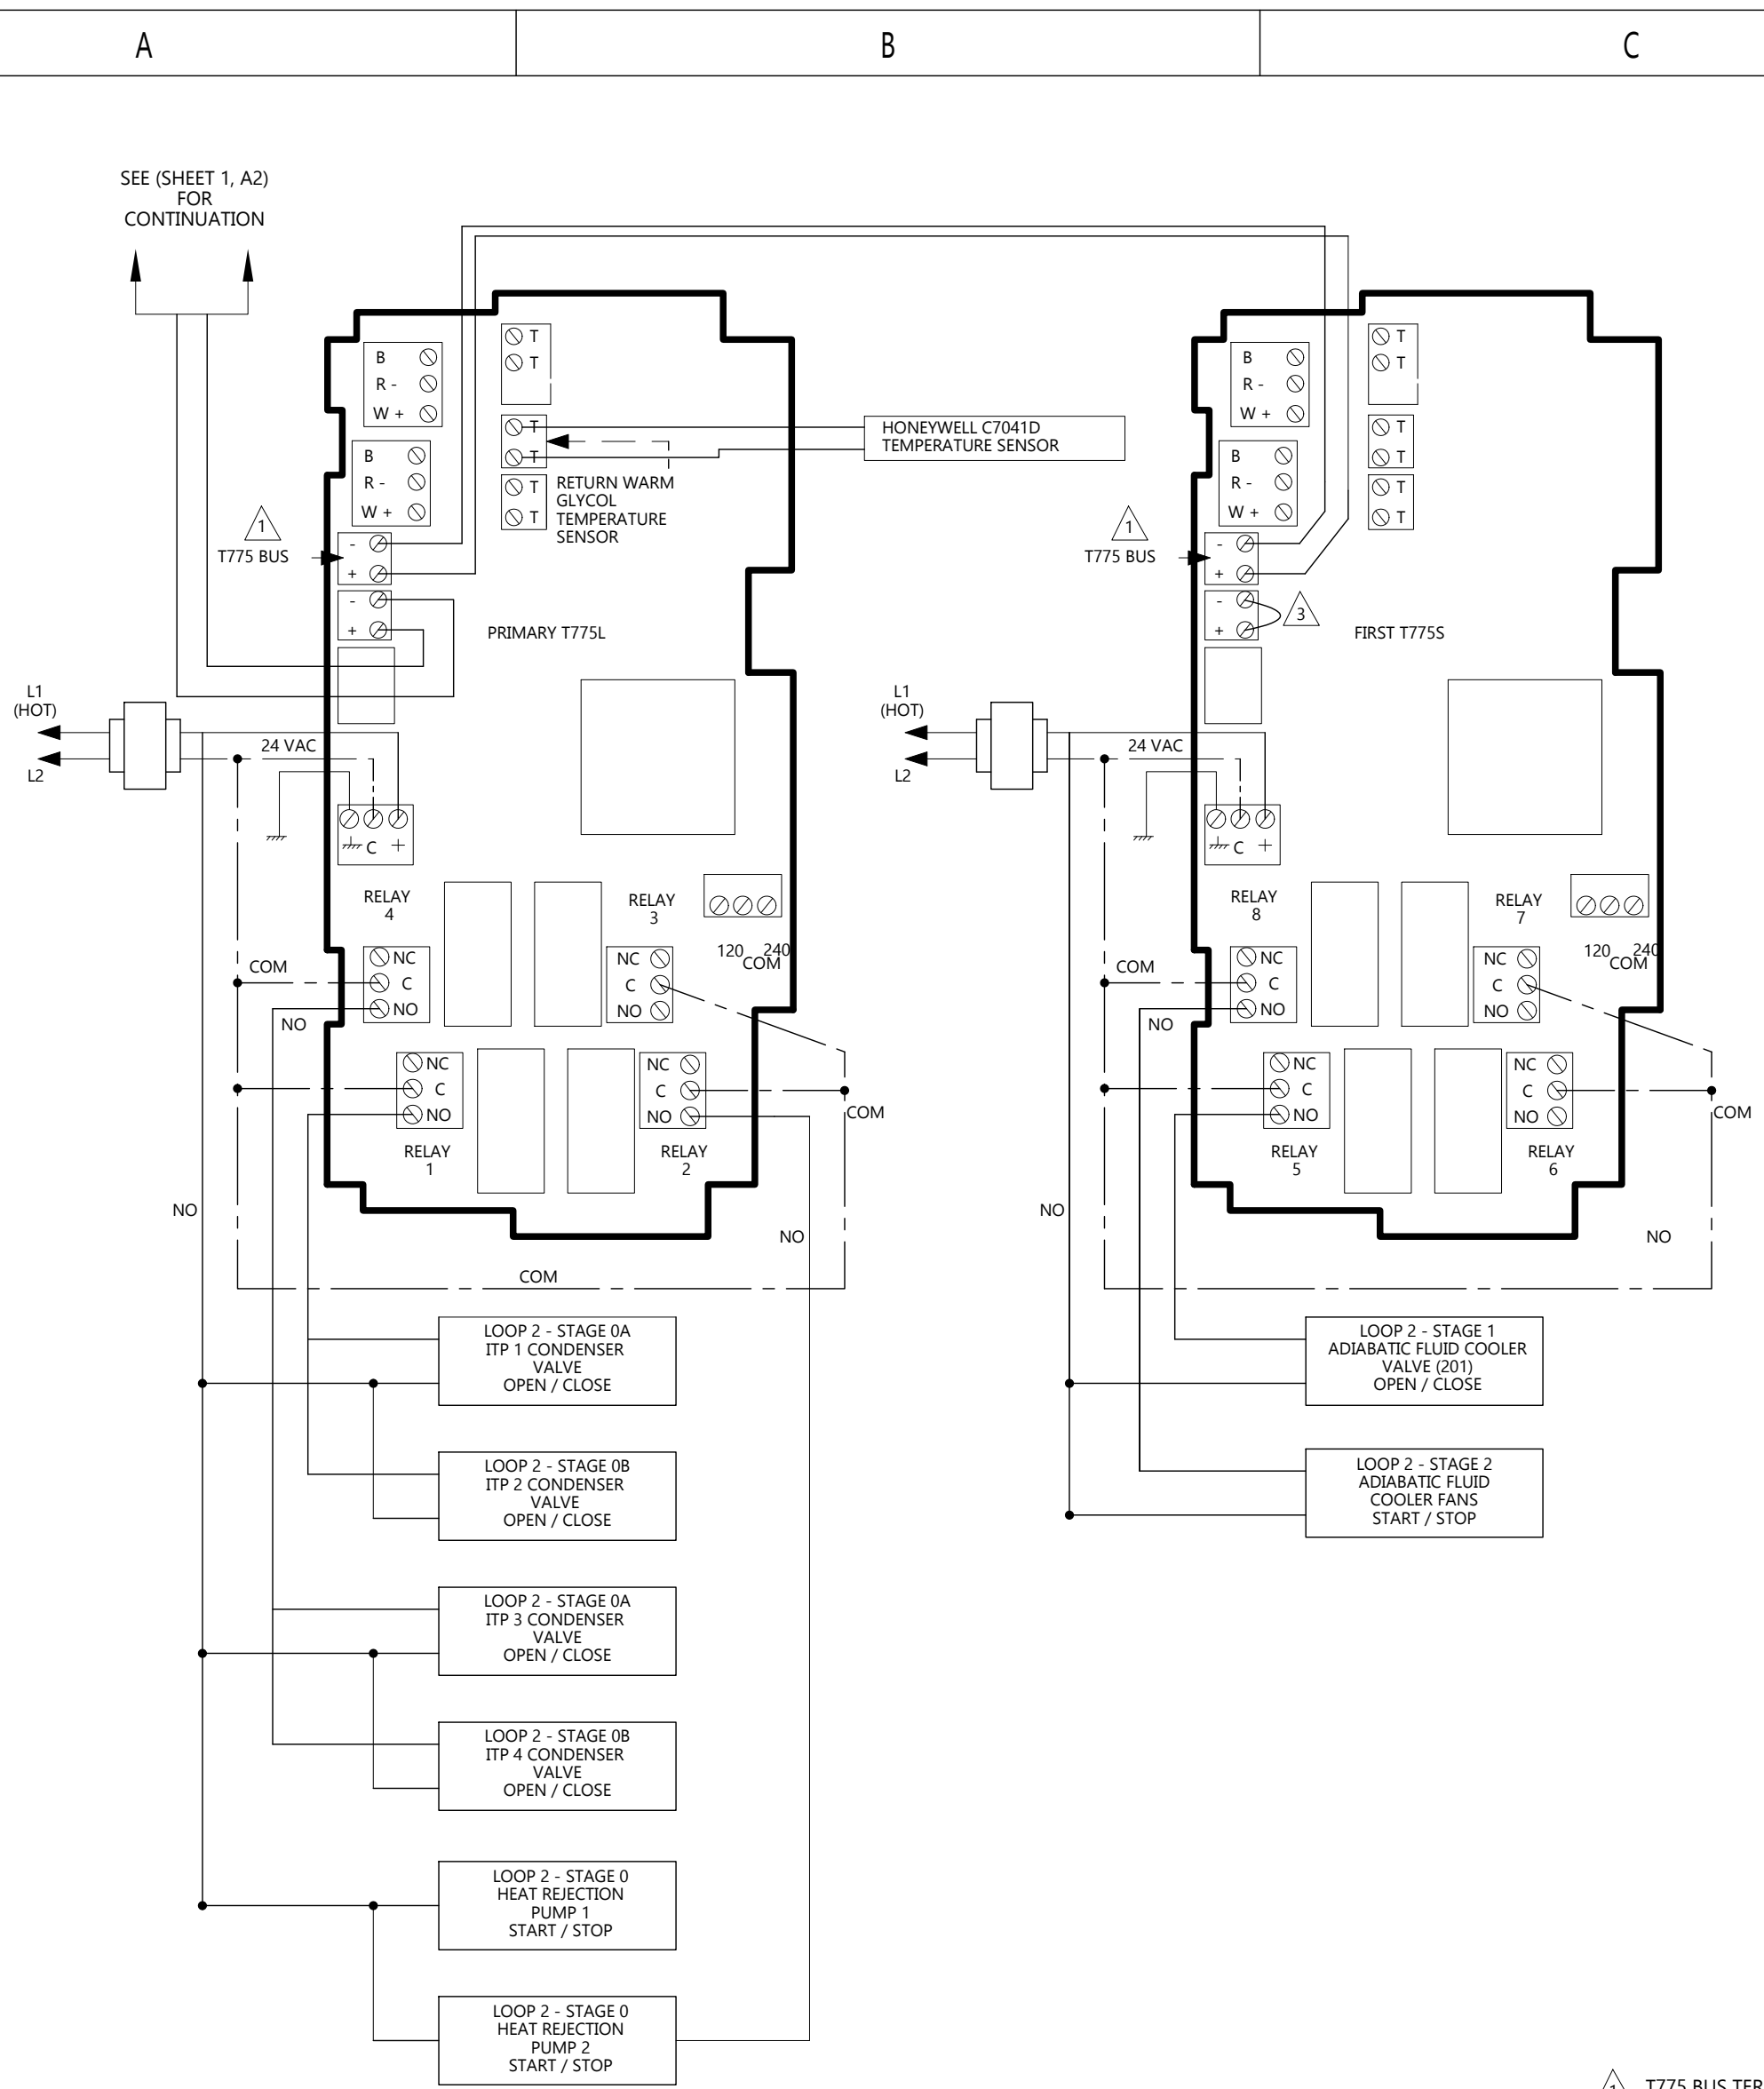 A
B
C
SEE (SHEET 1, A2)
FOR
CONTINUATION
B
R -
W +
T
T
T
T
T
T
B
R -
W +
HONEYWELL C7041D
TEMPERATURE SENSOR
RETURN WARM
GLYCOL
TEMPERATURE
SENSOR
1
T775 BUS
-
+
-
+
PRIMARY T775L
L1
(HOT)
L2
24 VAC
C
+
RELAY
4
RELAY
3
120
240
COM
NC
C
NO
COM
NO
NC
C
NO
NC
C
NO
RELAY
1
NC
C
NO
RELAY
2
COM
NO
NO
COM
LOOP 2 - STAGE 0A
ITP 1 CONDENSER
VALVE
OPEN / CLOSE
LOOP 2 - STAGE 0B
ITP 2 CONDENSER
VALVE
OPEN / CLOSE
LOOP 2 - STAGE 0A
ITP 3 CONDENSER
VALVE
OPEN / CLOSE
LOOP 2 - STAGE 0B
ITP 4 CONDENSER
VALVE
OPEN / CLOSE
LOOP 2 - STAGE 0
HEAT REJECTION
PUMP 1
START / STOP
LOOP 2 - STAGE 0
HEAT REJECTION
PUMP 2
START / STOP
B
R -
W +
T
T
T
T
T
T
B
R -
W +
1
T775 BUS
-
+
-
+
3
FIRST T775S
L1
(HOT)
L2
24 VAC
C
+
RELAY
8
RELAY
7
120
240
COM
NC
C
NO
COM
NO
NC
C
NO
NC
C
NO
RELAY
5
NC
C
NO
RELAY
6
COM
NO
NO
LOOP 2 - STAGE 1
ADIABATIC FLUID COOLER
VALVE (201)
OPEN / CLOSE
LOOP 2 - STAGE 2
ADIABATIC FLUID
COOLER FANS
START / STOP
1
T775 BUS TER